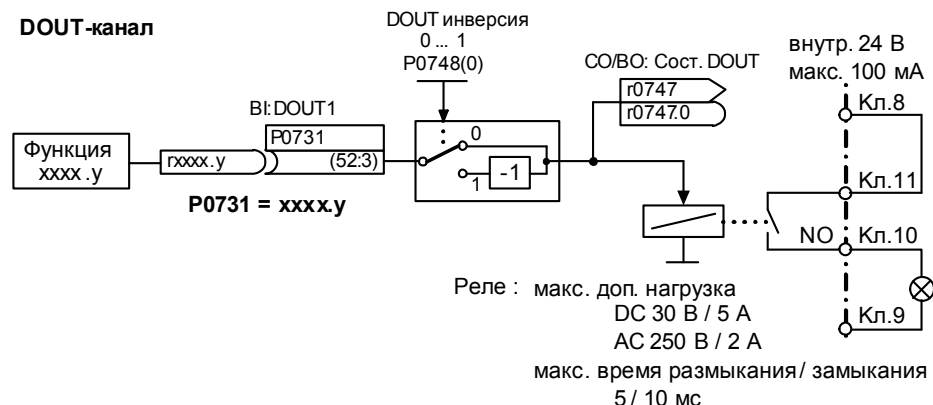 DOUT-канал
DOUT инверсия
0 ... 1
P0748(0)
CO/BO: Сост. DOUT
r0747
r0747.0
внутр. 24 В
макс. 100 мА
Кл.8
BI:DOUT1
P0731
(52:3)
Функция
xxxx .y
rxxxx.y
P0731 = xxxx.y
0
1
-1
Кл.11
NO
Кл.10
Кл.9
Реле : макс. доп. нагрузка
DC 30 В / 5 А
AC 250 В / 2 А
макс. время размыкания / замыкания
5 / 10 мс